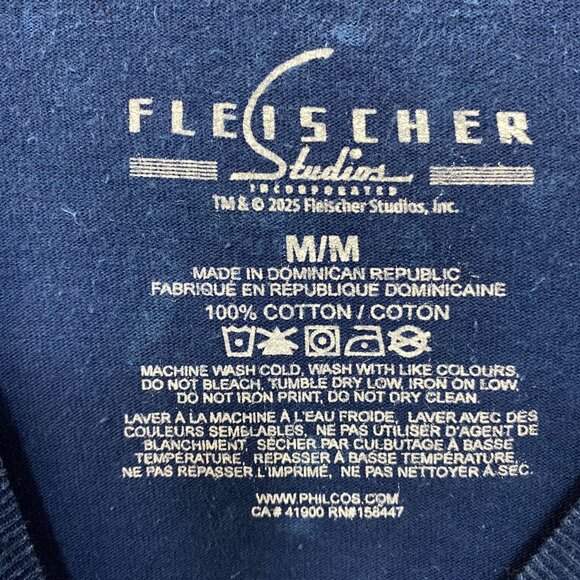 FLEISCHER
Studios
INCORPORATED
TM & © 2025 Fleischer Studios, Inc.
M/M
MADE IN DOMINICAN REPUBLIC
FABRIQUÉ EN RÉPUBLIQUE DOMINICAINE
100% COTTON / COTON
MACHINE WASH COLD, WASH WITH LIKE COLOURS,
DO NOT BLEACH, TUMBLE DRY LOW, IRON ON LOW,
DO NOT IRON PRINT, DO NOT DRY CLEAN.
LAVER À LA MACHINE À L'EAU FROIDE, LAVER AVEC DES
COULEURS SEMBLABLES, NE PAS UTILISER D'AGENT DE
BLANCHIMENT, SÉCHER PAR CULBUTAGE À BASSE
TEMPÉRATURE, REPASSER À BASSE TEMPÉRATURE,
NE PAS REPASSER L'IMPRIMÉ, NE PAS NETTOYER À SEC.
WWW.PHILCOS.COM
CA# 41900 RN#158447